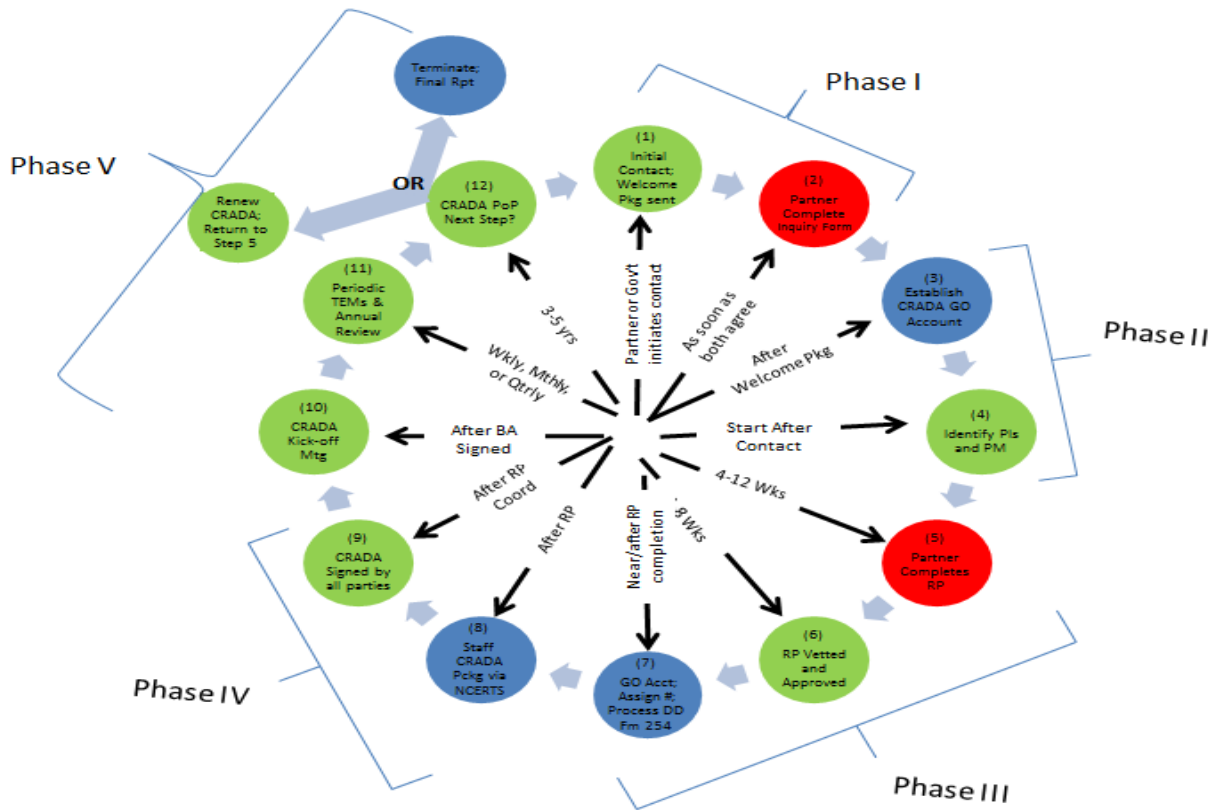 Phase I
Phase II
Phase III
Phase IV
Phase V
Terminate;
Final Rpt
OR
Renew
CRADA;
Return to
Step 5
(1)
Initial
Contact;
Welcome
Pkg sent
(2)
Partner
Complete
Inquiry Form
(3)
Establish
CRADA GO
Account
(4)
Identify PIs
and PM
(5)
Partner
Completes
RP
(6)
RP Vetted
and
Approved
(7)
GO Acct;
Assign #;
Process DD
Fm 254
(8)
Staff
CRADA
Pckg via
NCERTS
(9)
CRADA
Signed by
all parties
(10)
CRADA
Kick-off
Mtg
(11)
Periodic
TEMs &
Annual
Review
(12)
CRADA PoP
Next Step?
Partner or Gov't
initiates contact
As soon as
both agree
After
Welcome Pkg
Start After
Contact
4-12 Wks
8 Wks
Near/after RP
completion
After RP
After RP
Coord
After BA
Signed
Wkly, Mthly,
or Qtrly
3-5 yrs